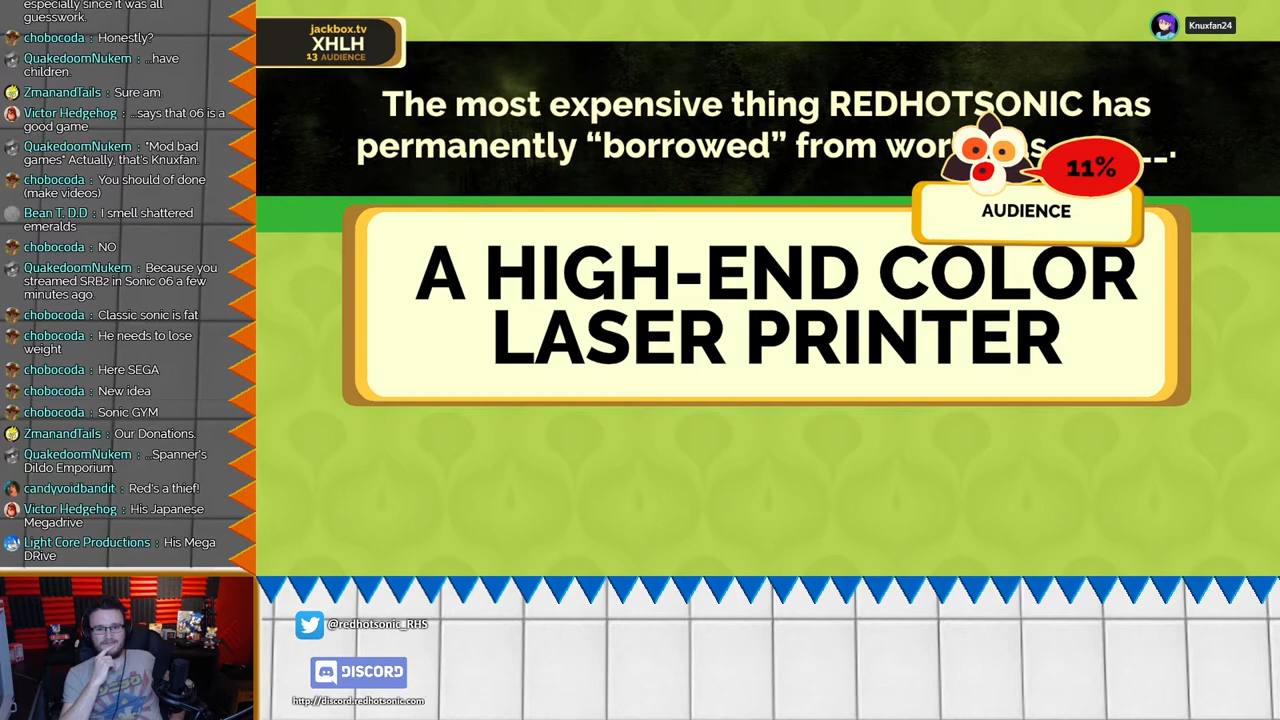 especially since it was all
guesswork.
chobocoda : Honestly?
QuakedoomNukem : ...have
children.
ZmanandTails : Sure am.
Victor Hedgehog : ...says that 06 is a
good game
QuakedoomNukem : "Mod bad
games" Actually, that's Knuxfan.
chobocoda : You should of done
(make videos)
Bean T. D.D : I smell shattered
emeralds
chobocoda : NO
QuakedoomNukem : Because you
streamed SRB2 in Sonic 06 a few
minutes ago
chobocoda : Classic sonic is fat
chobocoda : He needs to lose
weight
chobocoda : Here SEGA
chobocoda : New idea
chobocoda : Sonic GYM
ZmanandTails : Our Donations.
QuakedoomNukem : ...Spanner's
Dildo Emporium.
candyvoidbandit : Red's a thief!
Victor Hedgehog : His Japanese
Megadrive
Light Core Productions : His Mega
DRive
jackbox.tv
XHLH
13 AUDIENCE
Knuxfan24
The most expensive thing REDHOTSONIC has
permanently “borrowed” from
11%
AUDIENCE
A HIGH-END COLOR
LASER PRINTER
@redhotsonic_RHS
DISCORD
http://discord.redhotsonic.com